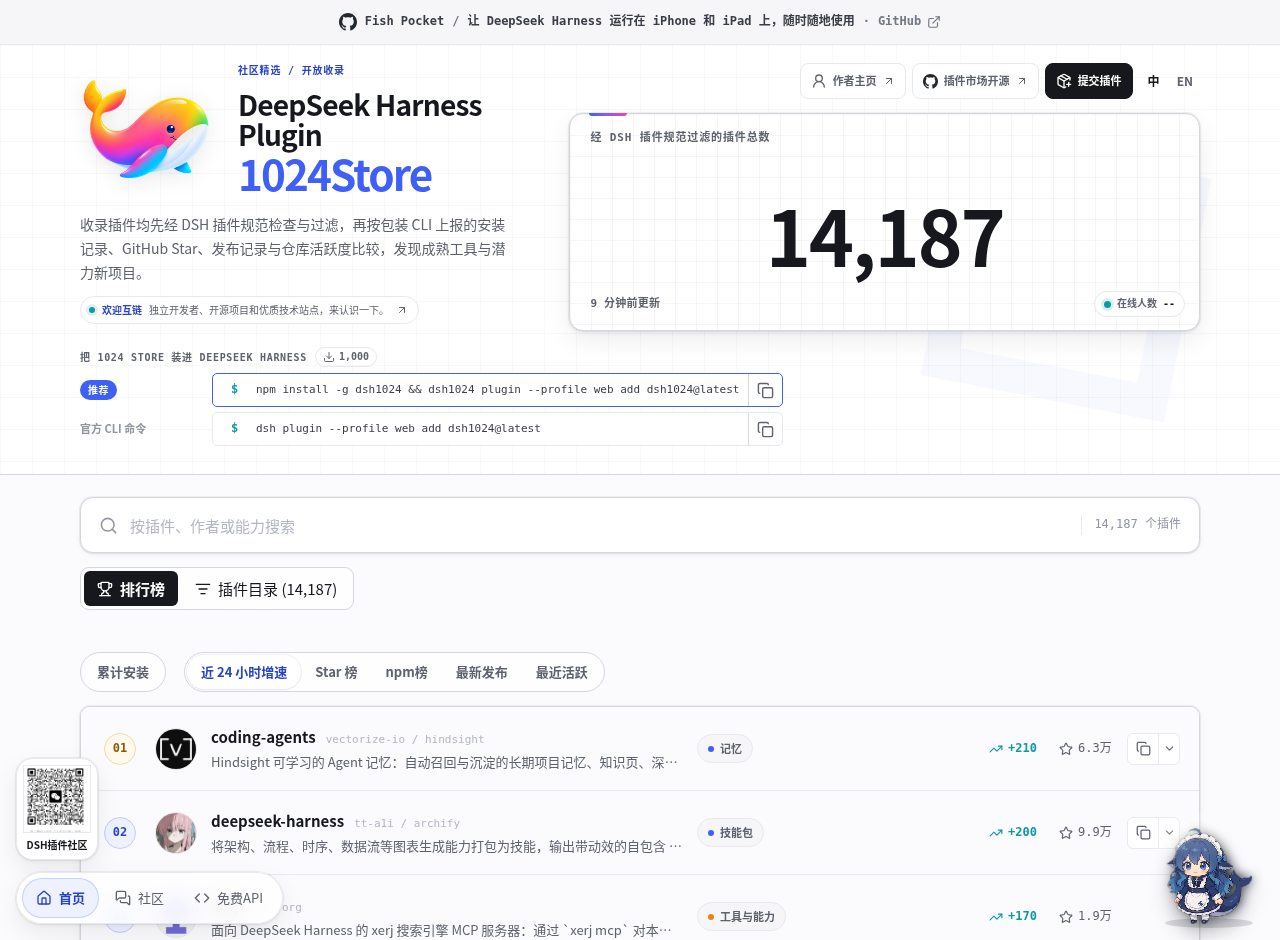 Fish Pocket / 让 DeepSeek Harness 运行在 iPhone 和 iPad 上，随时随地使用 · GitHub
社区精选 / 开放收录
作者主页
插件市场开源
提交插件
中
EN
DeepSeek Harness
Plugin
1024Store
收录插件均先经 DSH 插件规范检查与过滤，再按包装 CLI 上报的安装
记录、GitHub Star、发布记录与仓库活跃度比较，发现成熟工具与潜
力新项目。
欢迎互链 独立开发者、开源项目和优质技术站点，来认识一下。
经 DSH 插件规范过滤的插件总数
14,187
9 分钟前更新
在线人数 --
把 1024 STORE 装进 DEEPSEEK HARNESS 1,000
推荐
$ npm install -g dsh1024 && dsh1024 plugin --profile web add dsh1024@latest
官方 CLI 命令
$ dsh plugin --profile web add dsh1024@latest
按插件、作者或能力搜索
14,187 个插件
排行榜
插件目录 (14,187)
累计安装
近 24 小时增速
Star 榜
npm榜
最新发布
最近活跃
01
coding-agents vectorize-io / hindsight
Hindsight 可学习的 Agent 记忆：自动召回与沉淀的长期项目记忆、知识页、深…
记忆
+210
6.3万
02
deepseek-harness tt-a1i / archify
将架构、流程、时序、数据流等图表生成能力打包为技能，输出带动效的自包含 …
技能包
+200
9.9万
org
面向 DeepSeek Harness 的 xerj 搜索引擎 MCP 服务器：通过 `xerj mcp` 对本…
工具与能力
+170
1.9万
DSH插件社区
首页
社区
免费API